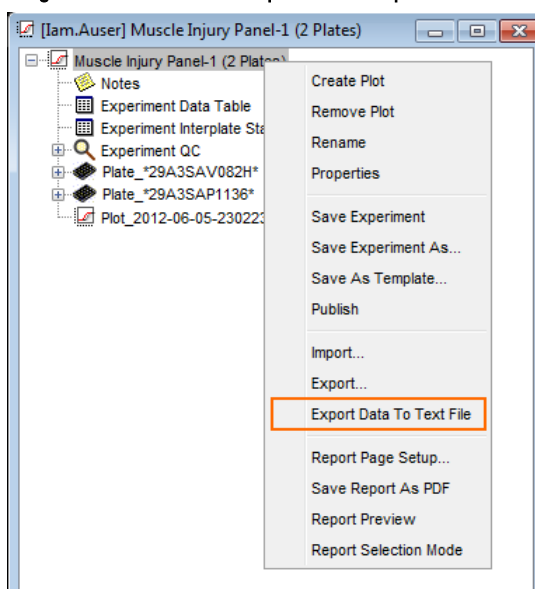 [Iam.Auser] Muscle Injury Panel-1 (2 Plates)
Muscle Injury Panel-1 (2 Plates)
Notes
Experiment Data Table
Experiment Interplate Sta
Experiment QC
Plate_*29A3SAV082H*
Plate_*29A3SAP1136*
Plot_2012-06-05-230223
Create Plot
Remove Plot
Rename
Properties
Save Experiment
Save Experiment As...
Save As Template...
Publish
Import...
Export...
Export Data To Text File
Report Page Setup...
Save Report As PDF
Report Preview
Report Selection Mode